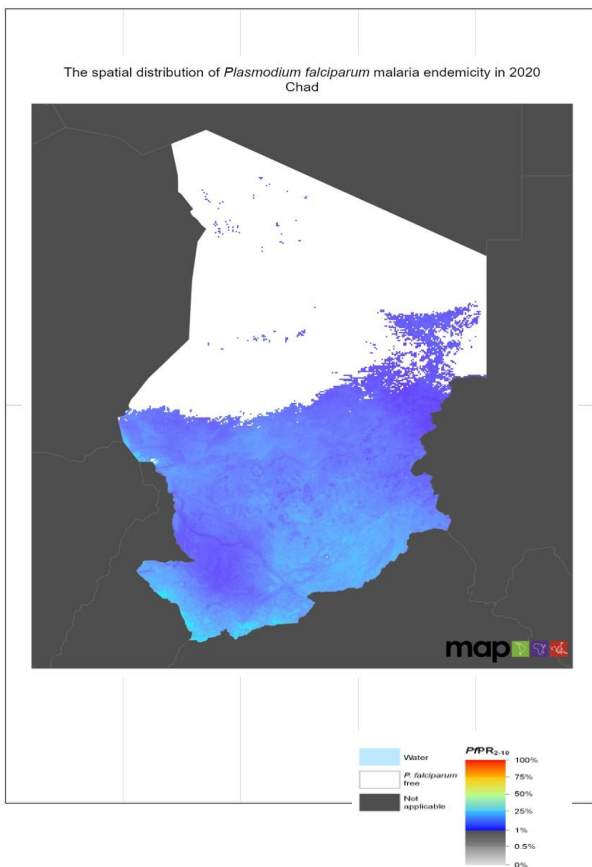 The spatial distribution of Plasmodium falciparum malaria endemicity in 2020
Chad
map
Water
P. falciparum
free
Not
applicable
PfPR2-10
100%
75%
50%
25%
1%
0.5%
0%